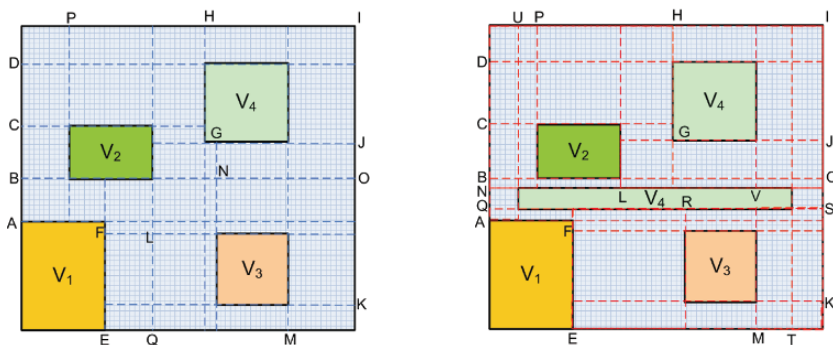 P H I
D
V4
C
G
J
V2
N
B O
A
F
L
V1 V3
K
E Q M
U P H I
D
V4
C
G
J
V2
B O
N
L V4 V
Q R S
A
F
V1 V3
K
E M T